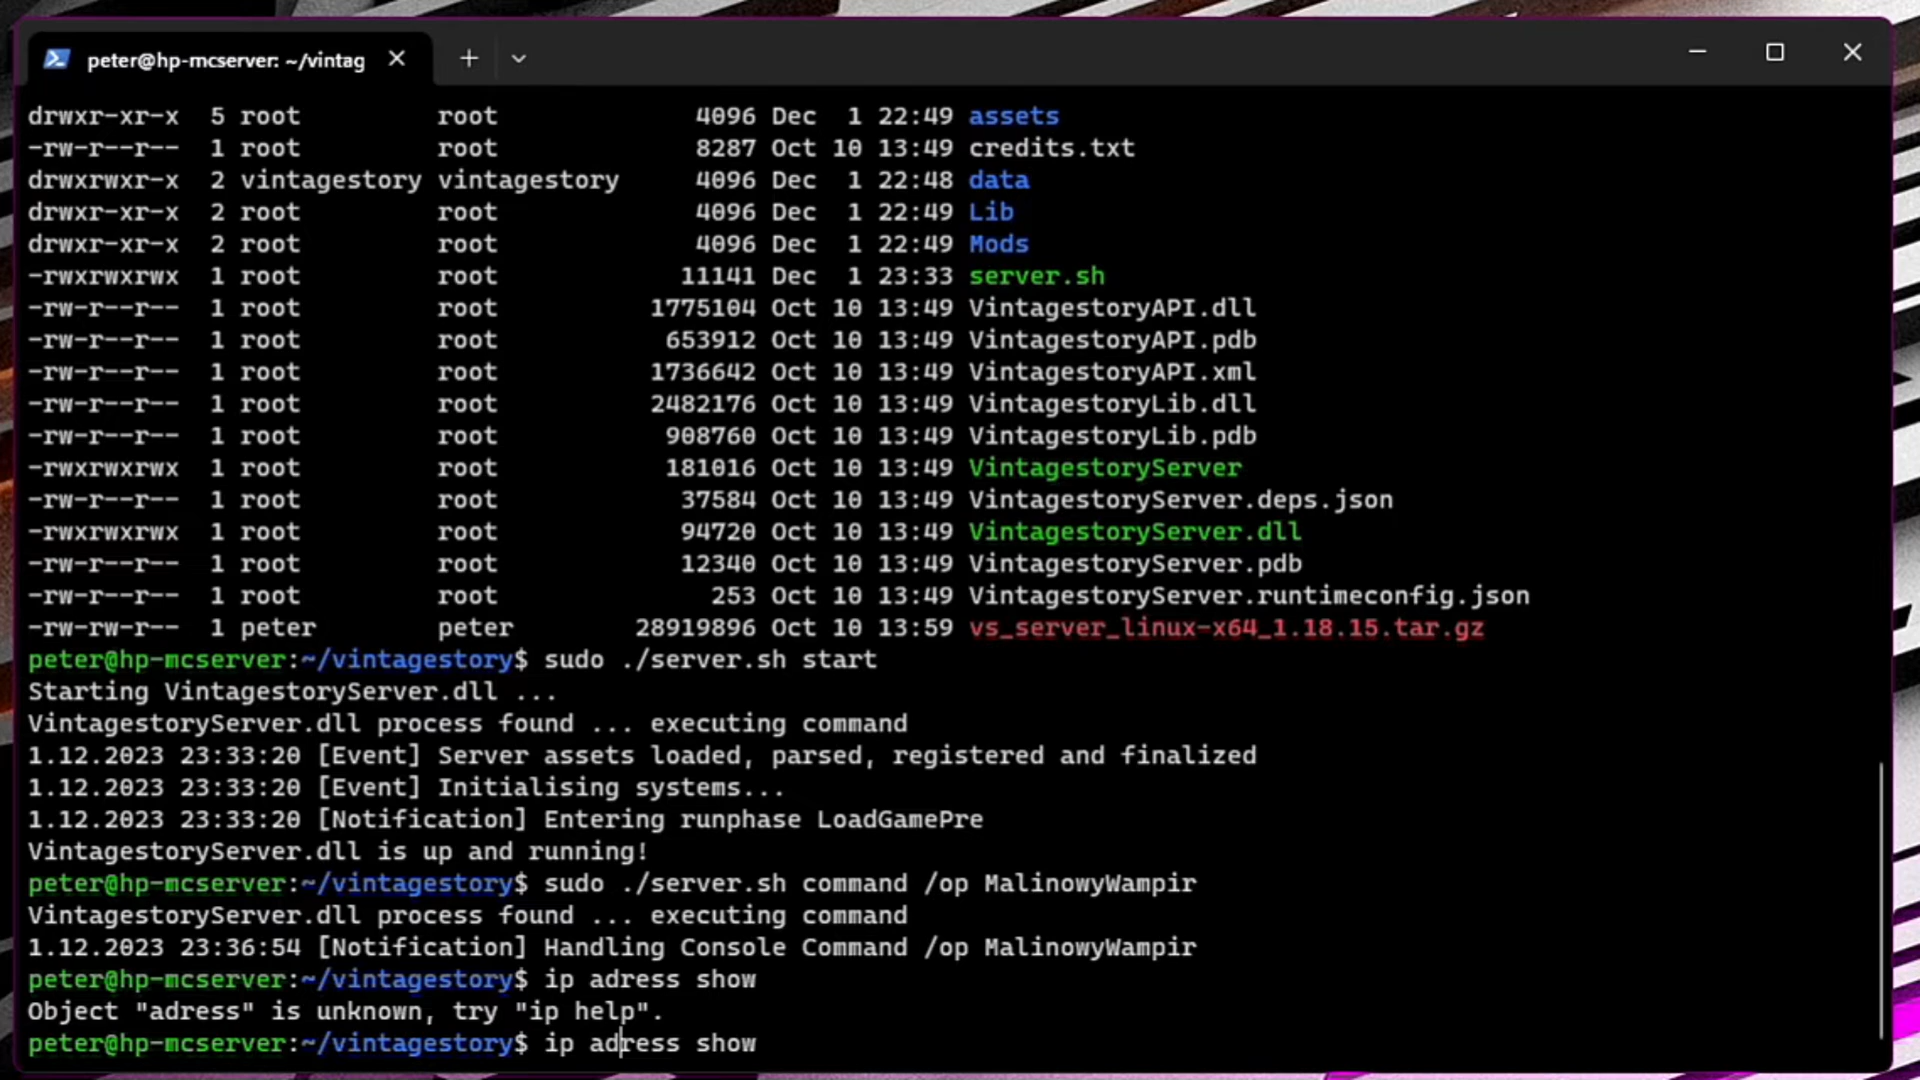 peter@hp-mcserver: ~/vintag
drwxr-xr-x 5 root root 4096 Dec 1 22:49 assets
-rw-r--r-- 1 root root 8287 Oct 10 13:49 credits.txt
drwxrwxr-x 2 vintagestory vintagestory 4096 Dec 1 22:48 data
drwxr-xr-x 2 root root 4096 Dec 1 22:49 Lib
drwxr-xr-x 2 root root 4096 Dec 1 22:49 Mods
-rwxrwxrwx 1 root root 11141 Dec 1 23:33 server.sh
-rw-r--r-- 1 root root 1775104 Oct 10 13:49 VintagestoryAPI.dll
-rw-r--r-- 1 root root 653912 Oct 10 13:49 VintagestoryAPI.pdb
-rw-r--r-- 1 root root 1736642 Oct 10 13:49 VintagestoryAPI.xml
-rw-r--r-- 1 root root 2482176 Oct 10 13:49 VintagestoryLib.dll
-rw-r--r-- 1 root root 908760 Oct 10 13:49 VintagestoryLib.pdb
-rwxrwxrwx 1 root root 181016 Oct 10 13:49 VintagestoryServer
-rw-r--r-- 1 root root 37584 Oct 10 13:49 VintagestoryServer.deps.json
-rwxrwxrwx 1 root root 94720 Oct 10 13:49 VintagestoryServer.dll
-rw-r--r-- 1 root root 12340 Oct 10 13:49 VintagestoryServer.pdb
-rw-r--r-- 1 root root 253 Oct 10 13:49 VintagestoryServer.runtimeconfig.json
-rw-rw-r-- 1 peter peter 28919896 Oct 10 13:59 vs_server_linux-x64_1.18.15.tar.gz
peter@hp-mcserver:~/vintagestory$ sudo ./server.sh start
Starting VintagestoryServer.dll ...
VintagestoryServer.dll process found ... executing command
1.12.2023 23:33:20 [Event] Server assets loaded, parsed, registered and finalized
1.12.2023 23:33:20 [Event] Initialising systems...
1.12.2023 23:33:20 [Notification] Entering runphase LoadGamePre
VintagestoryServer.dll is up and running!
peter@hp-mcserver:~/vintagestory$ sudo ./server.sh command /op MalinowyWampir
VintagestoryServer.dll process found ... executing command
1.12.2023 23:36:54 [Notification] Handling Console Command /op MalinowyWampir
peter@hp-mcserver:~/vintagestory$ ip adress show
Object "adress" is unknown, try "ip help".
peter@hp-mcserver:~/vintagestory$ ip adress show